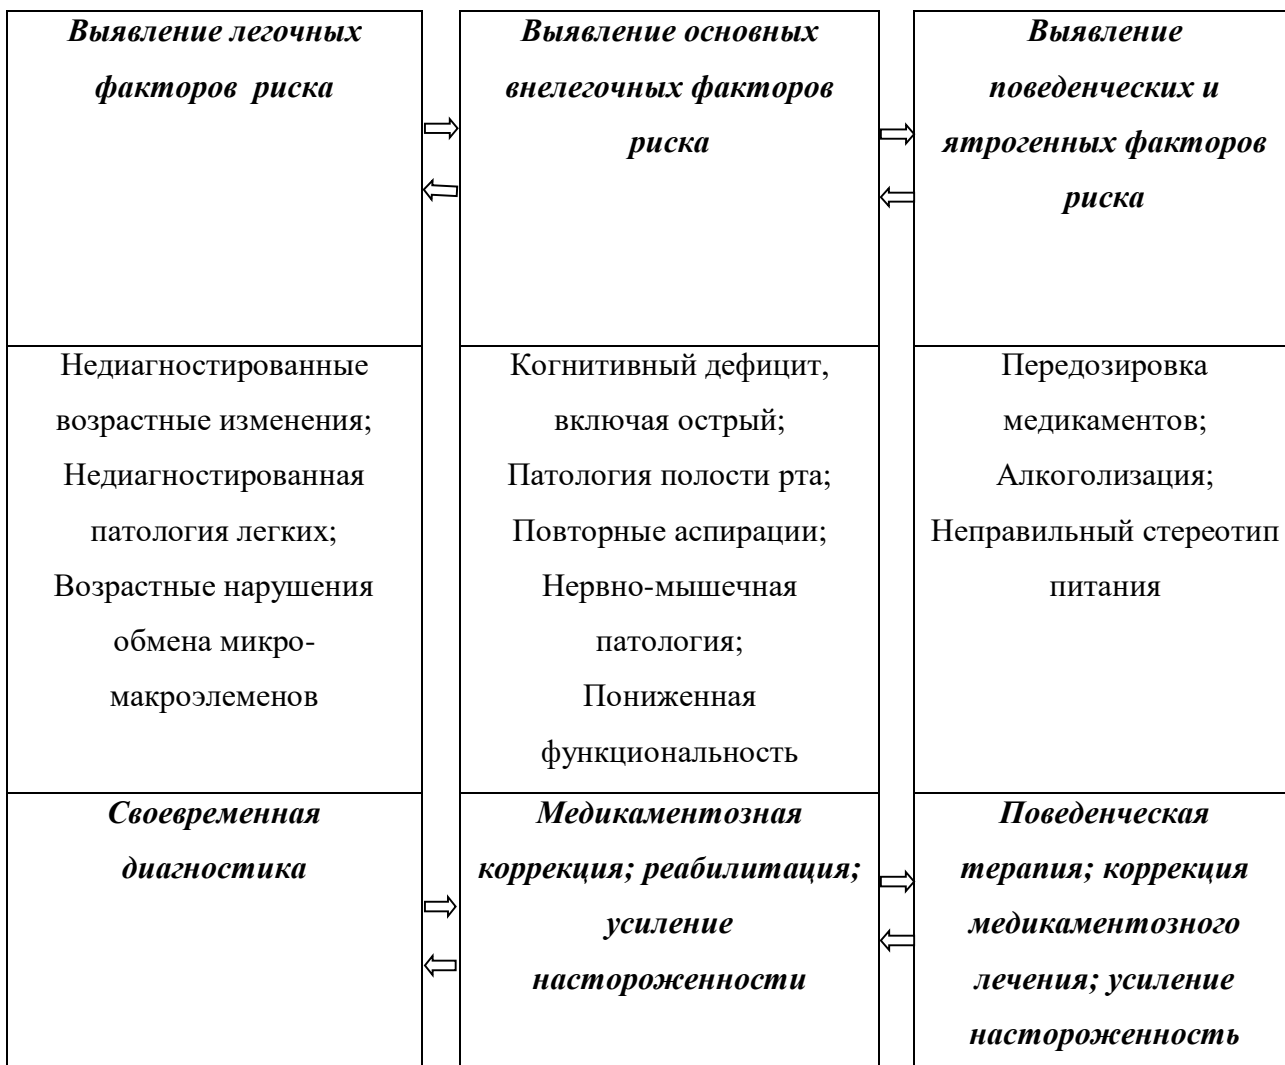 Выявление легочных
факторов риска
Выявление основных
внелегочных факторов
риска
Выявление
поведенческих и
ятрогенных факторов
риска
Недиагностированные
возрастные изменения;
Недиагностированная
патология легких;
Возрастные нарушения
обмена микро-
макроэлеменов
Когнитивный дефицит,
включая острый;
Патология полости рта;
Повторные аспирации;
Нервно-мышечная
патология;
Пониженная
функциональность
Передозировка
медикаментов;
Алкоголизация;
Неправильный стереотип
питания
Своевременная
диагностика
Медикаментозная
коррекция; реабилитация;
усиление
настороженности
Поведенческая
терапия; коррекция
медикаментозного
лечения; усиление
настороженность